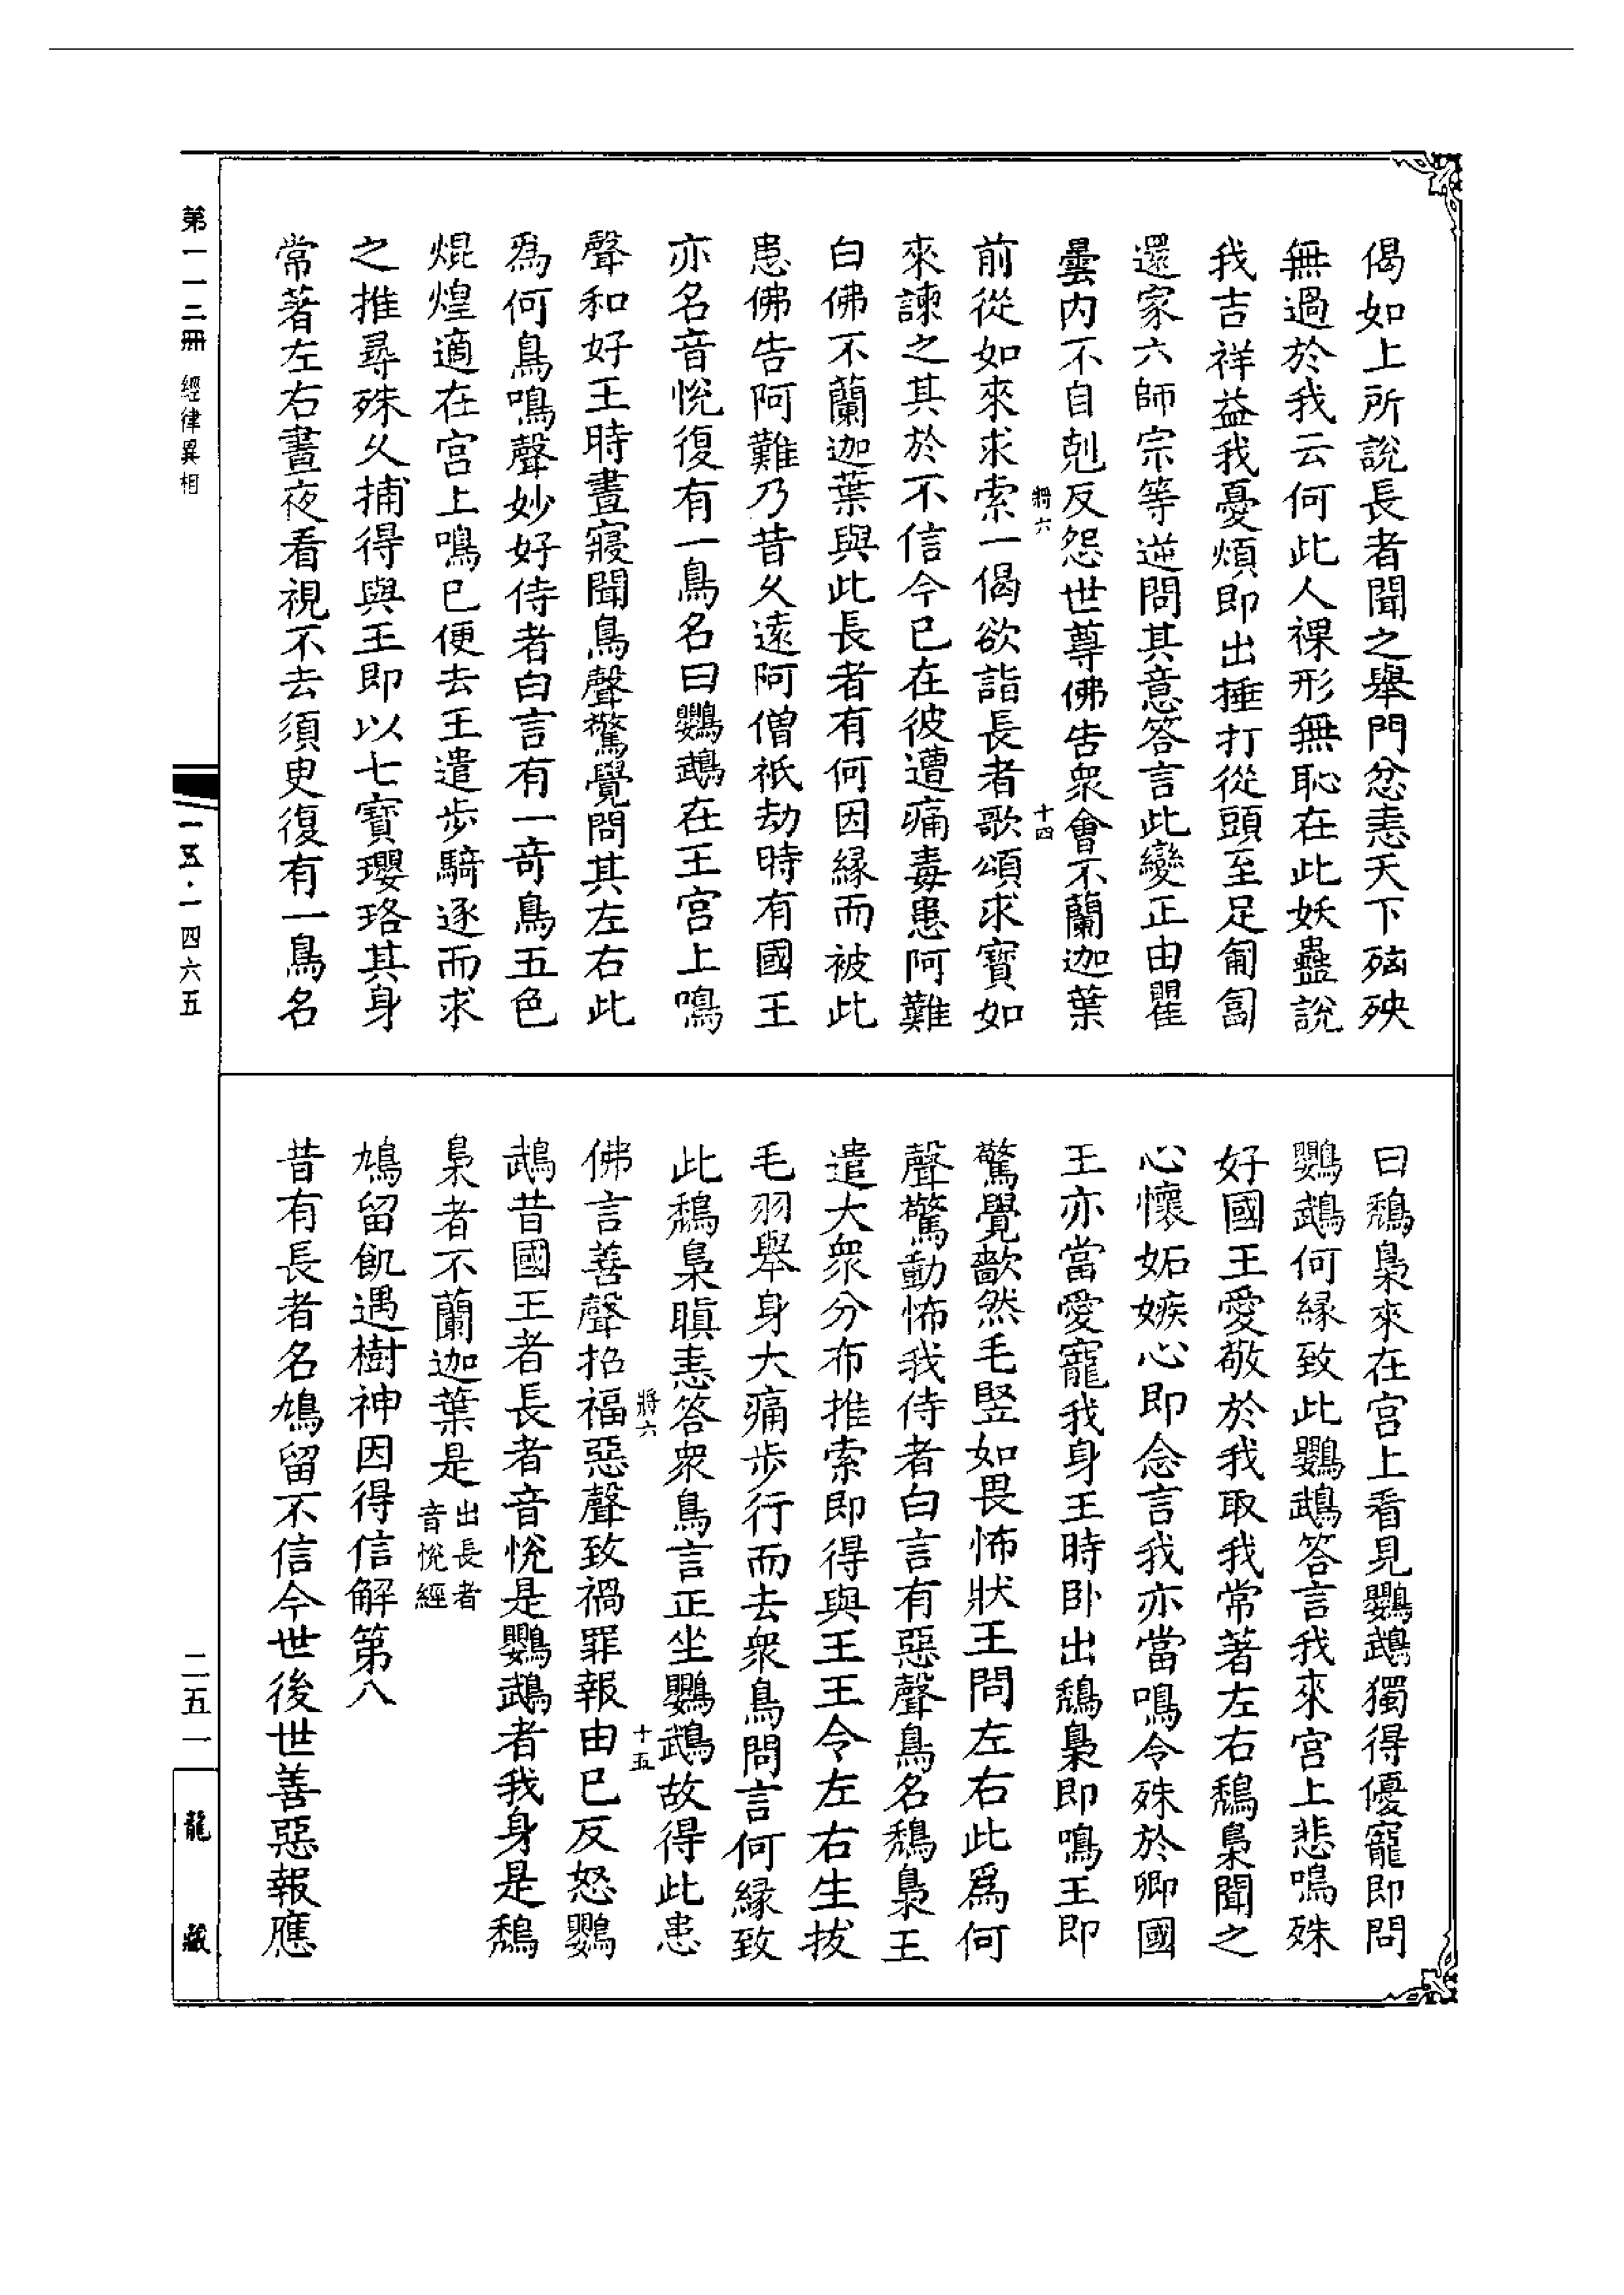 偈如上所說長者聞之舉門忿恚天下殃殃
無過於我云何此人裸形無恥在此妖蠱說
我吉祥益我憂煩即出捶打從頭至足匍匐
還家六師宗等逆問其意答言此變正由瞿
曇內不自剋反怨世尊佛告眾會不蘭迦葉
將六
十四
前從如來求索一偈欲詣長者歌頌求寶如
來諫之其於不信今已在彼遭痛毒患阿難
白佛不蘭迦葉與此長者有何因緣而被此
患佛告阿難乃昔久遠阿僧祇劫時有國王
亦名音悅復有一鳥名曰鸚鵡在王宮上鳴
聲和好王時晝寢聞鳥聲驚覺問其左右此
為何鳥鳴聲妙好侍者白言有一奇鳥五色
焜煌適在宮上鳴已便去王遣步騎逐而求
之推尋殊久捕得與王即以七寶瓔珞其身
常著左右晝夜看視不去須臾復有一鳥名
曰鵚梟來在宮上看見鸚鵡獨得優寵即問
鸚鵡何緣致此鸚鵡答言我來宮上悲鳴殊
好國王愛敬於我取我常著左右鵚梟聞之
心懷妬嫉心即念言我亦當鳴令殊於卿國
王亦當愛寵我身王時臥出鵚梟即鳴王即
驚覺歘然毛豎如畏怖狀王問左右此為何
聲驚動怖我侍者白言有惡聲鳥名鵚梟王
遣大眾分布推索即得與王王令左右生拔
毛羽舉身大痛步行而去眾鳥問言何緣致
此鵚梟瞋恚答眾鳥言正坐鸚鵡故得此患
將六
十五
佛言善聲招福惡聲致禍罪報由已反怒鸚
鵡昔國王者長者音悅是鸚鵡者我身是鵚
梟者不蘭迦葉是出長者音悅經
鳩留飢遇樹神因得信解第八
昔有長者名鳩留不信今世後世善惡報應
第一一二冊 經律異相
一五·一四六五
二五一
龍藏